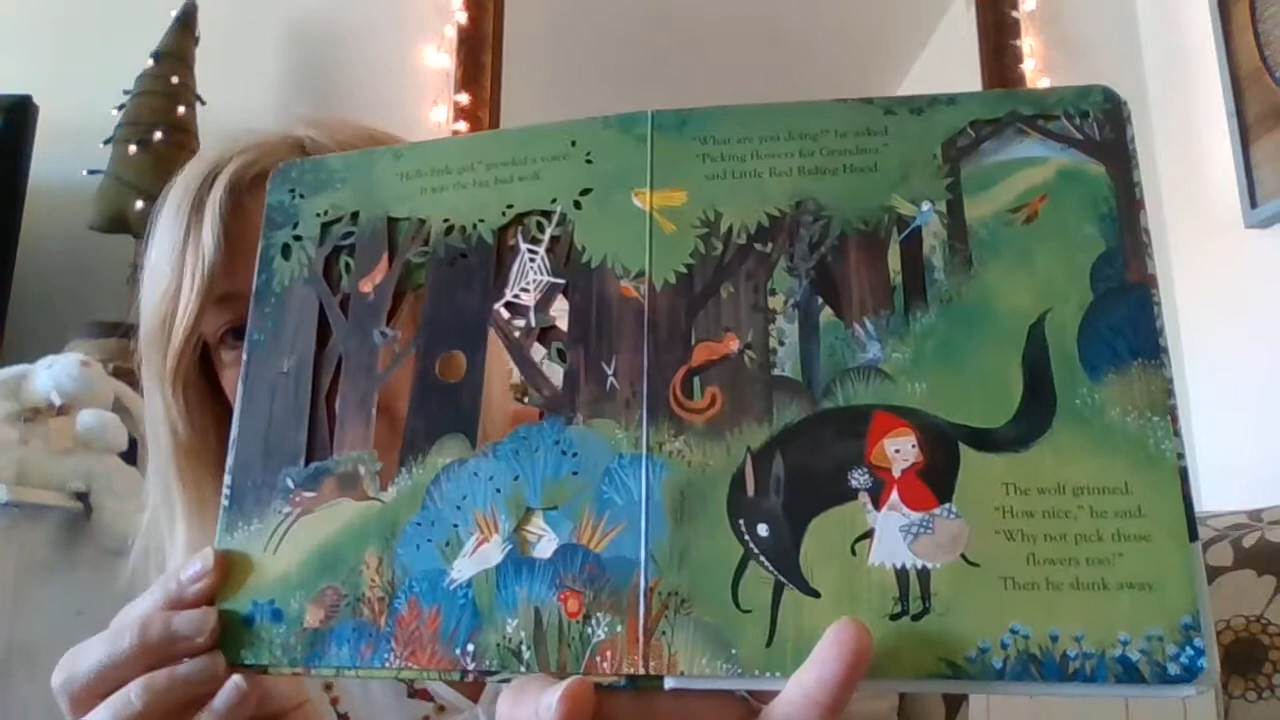 "Hello little girl," growled a voice.
It was the big, bad wolf.
"What are you doing?" he asked.
"Picking flowers for Grandma,"
said Little Red Riding Hood.
The wolf grinned.
"How nice," he said.
"Why not pick those
flowers too?"
Then he slunk away.